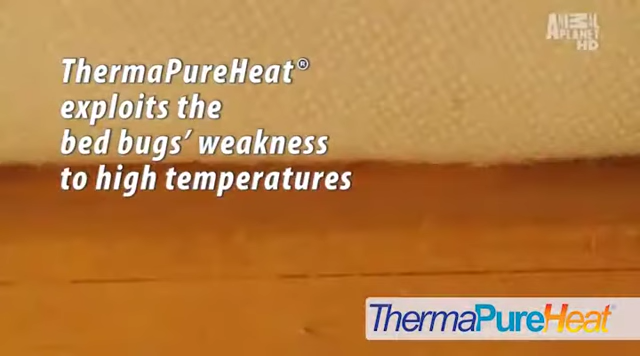 ANIMAL
PLANET
HD
ThermaPureHeat®
exploits the
bed bugs' weakness
to high temperatures
ThermaPureHeat®